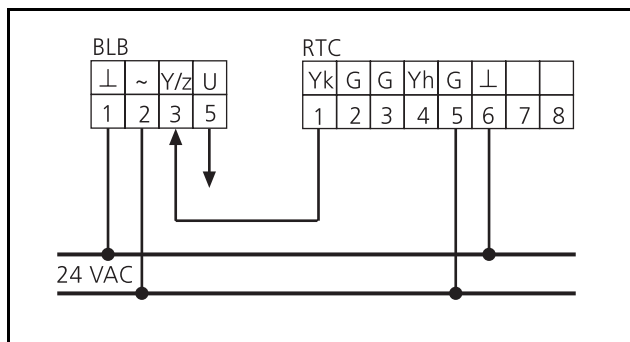 BLB RTC
⊥ ~ Y/z U Yk G G Yh G ⊥
1 2 3 5 1 2 3 4 5 6 7 8
24 VAC